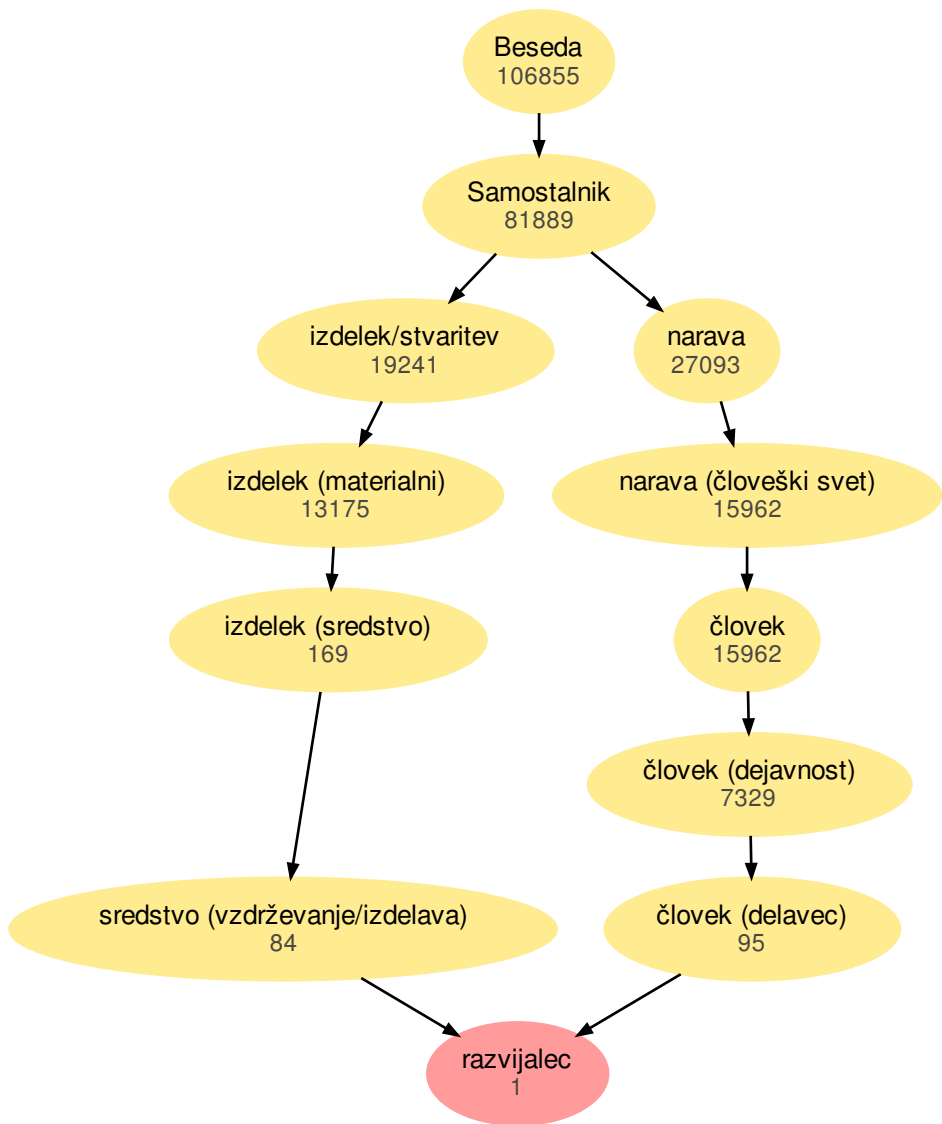 Beseda
106855
Samostalnik
81889
izdelek/stvaritev
19241
narava
27093
izdelek (materialni)
13175
narava (človeški svet)
15962
izdelek (sredstvo)
169
človek
15962
človek (dejavnost)
7329
sredstvo (vzdrževanje/izdelava)
84
človek (delavec)
95
razvijalec
1